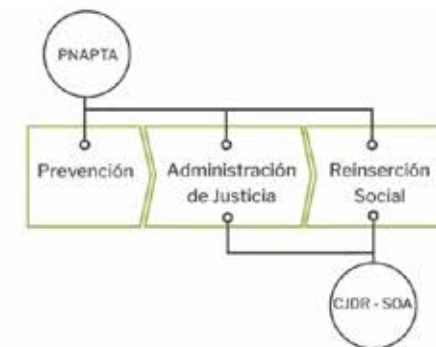 PNAPTA
Prevención
Administración
de Justicia
Reinserción
Social
CJDR - SOA